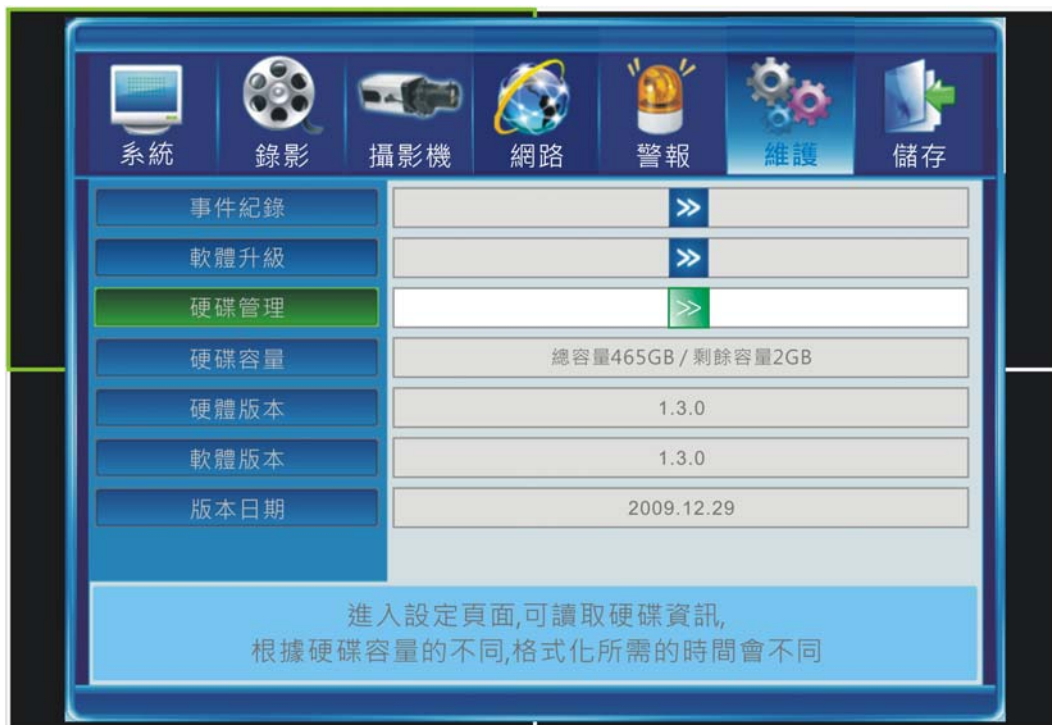 系統 錄影 攝影機 網路 警報 維護 儲存
事件紀錄
軟體升級
硬碟管理
硬碟容量 總容量465GB / 剩餘容量2GB
硬體版本 1.3.0
軟體版本 1.3.0
版本日期 2009.12.29
進入設定頁面,可讀取硬碟資訊,
根據硬碟容量的不同,格式化所需的時間會不同